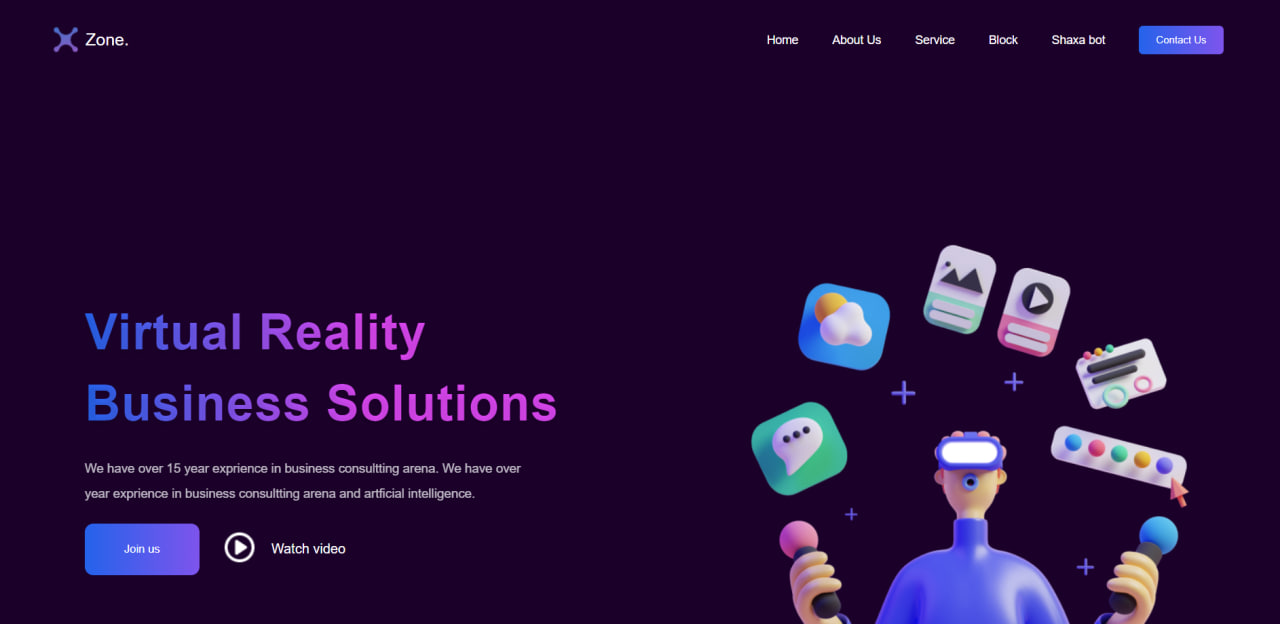 Zone.
Home
About Us
Service
Block
Shaxa bot
Contact Us
Virtual Reality
Business Solutions
We have over 15 year exprience in business consultting arena. We have over
year exprience in business consultting arena and artficial intelligence.
Join us
Watch video